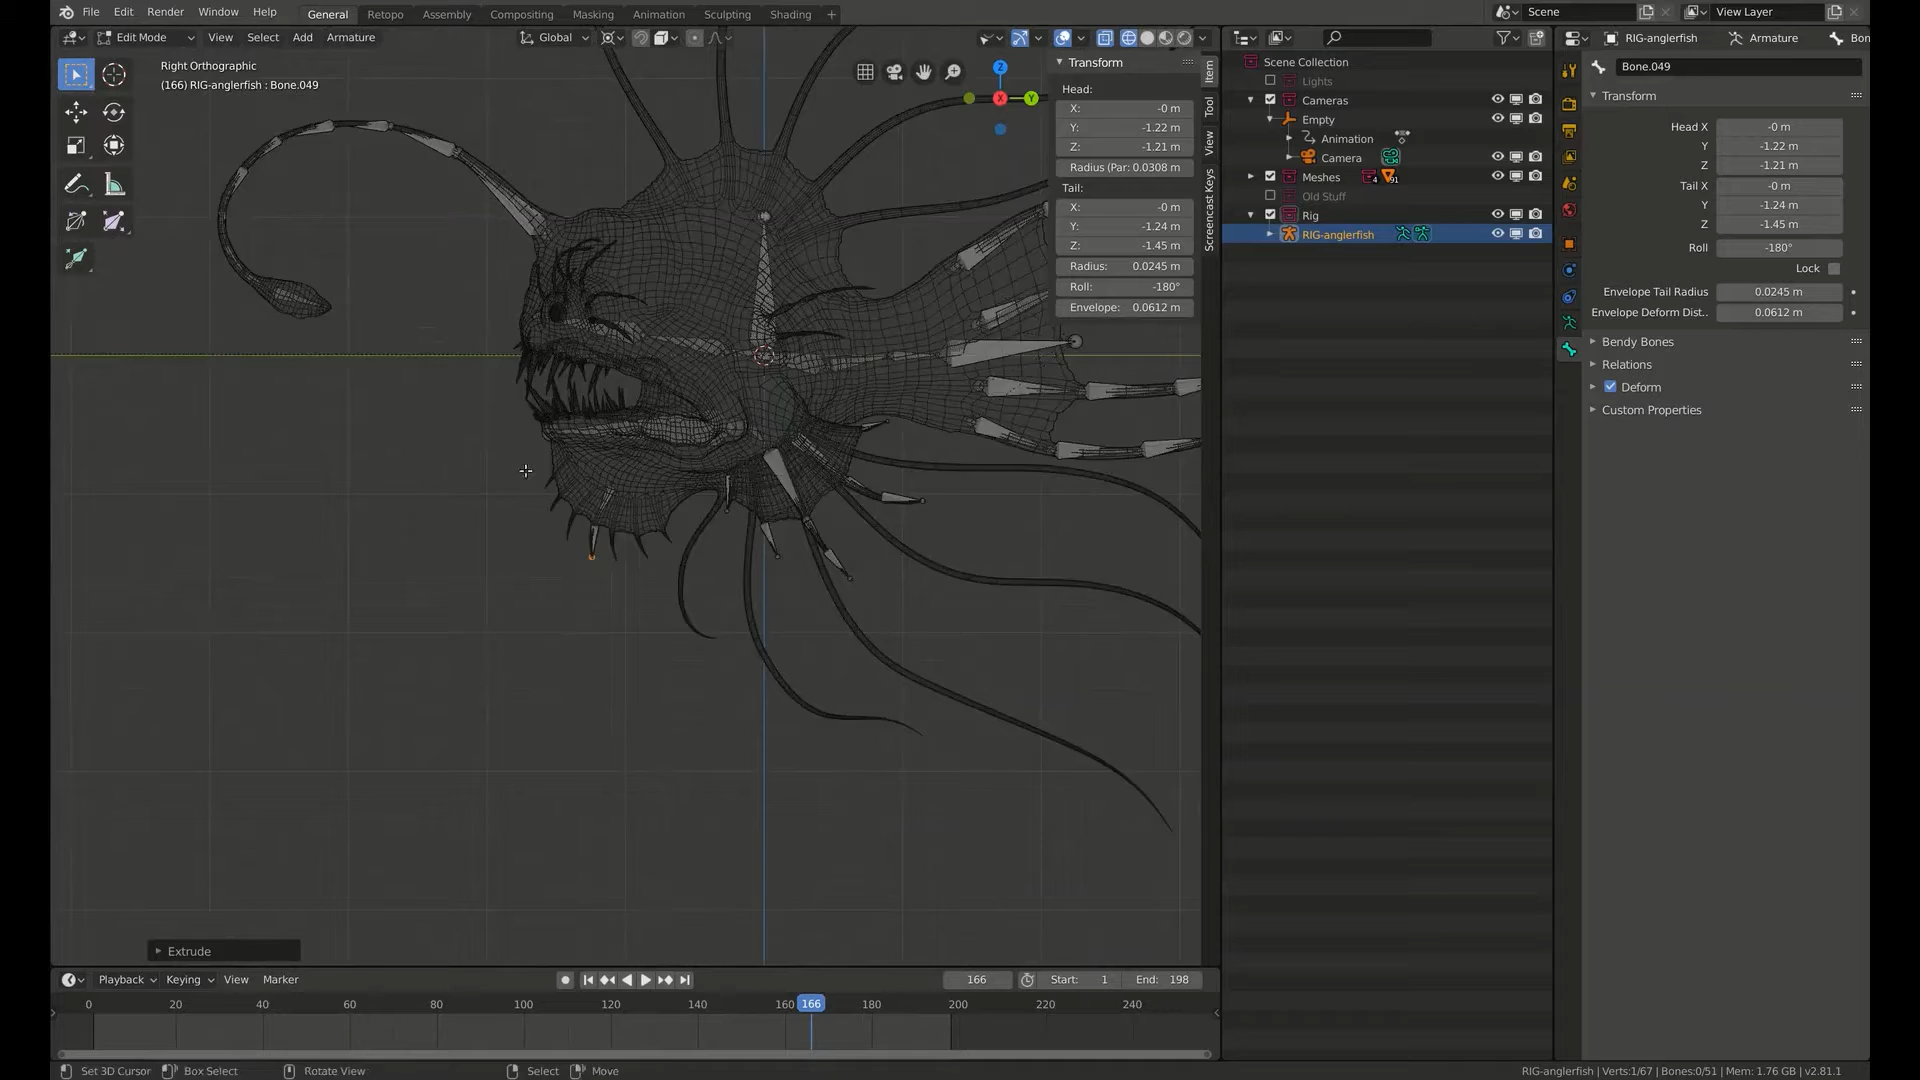 File Edit Render Window Help General Retopo Assembly Compositing Masking Animation Sculpting Shading + Scene View Layer
Edit Mode View Select Add Armature Global
RIG-anglerfish Armature Bon
Right Orthographic
(166) RIG-anglerfish : Bone.049
Z
X
Y
Transform
Head:
X: -0 m
Y: -1.22 m
Z: -1.21 m
Radius (Par: 0.0308 m
Tail:
X: -0 m
Y: -1.24 m
Z: -1.45 m
Radius: 0.0245 m
Roll: -180°
Envelope: 0.0612 m
Item
Tool
View
Screencast Keys
Scene Collection
Lights
Cameras
Empty
Animation
Camera
Meshes 4 91
Old Stuff
Rig
RIG-anglerfish
Bone.049
Transform
Head X -0 m
Y -1.22 m
Z -1.21 m
Tail X -0 m
Y -1.24 m
Z -1.45 m
Roll -180°
Lock
Envelope Tail Radius 0.0245 m
Envelope Deform Dist.. 0.0612 m
Bendy Bones
Relations
Deform
Custom Properties
Extrude
Playback Keying View Marker 166 Start: 1 End: 198
0 20 40 60 80 100 120 140 160 166 180 200 220 240
Set 3D Cursor Box Select Rotate View Select Move RIG-anglerfish | Verts:1/67 | Bones:0/51 | Mem: 1.76 GB | v2.81.1